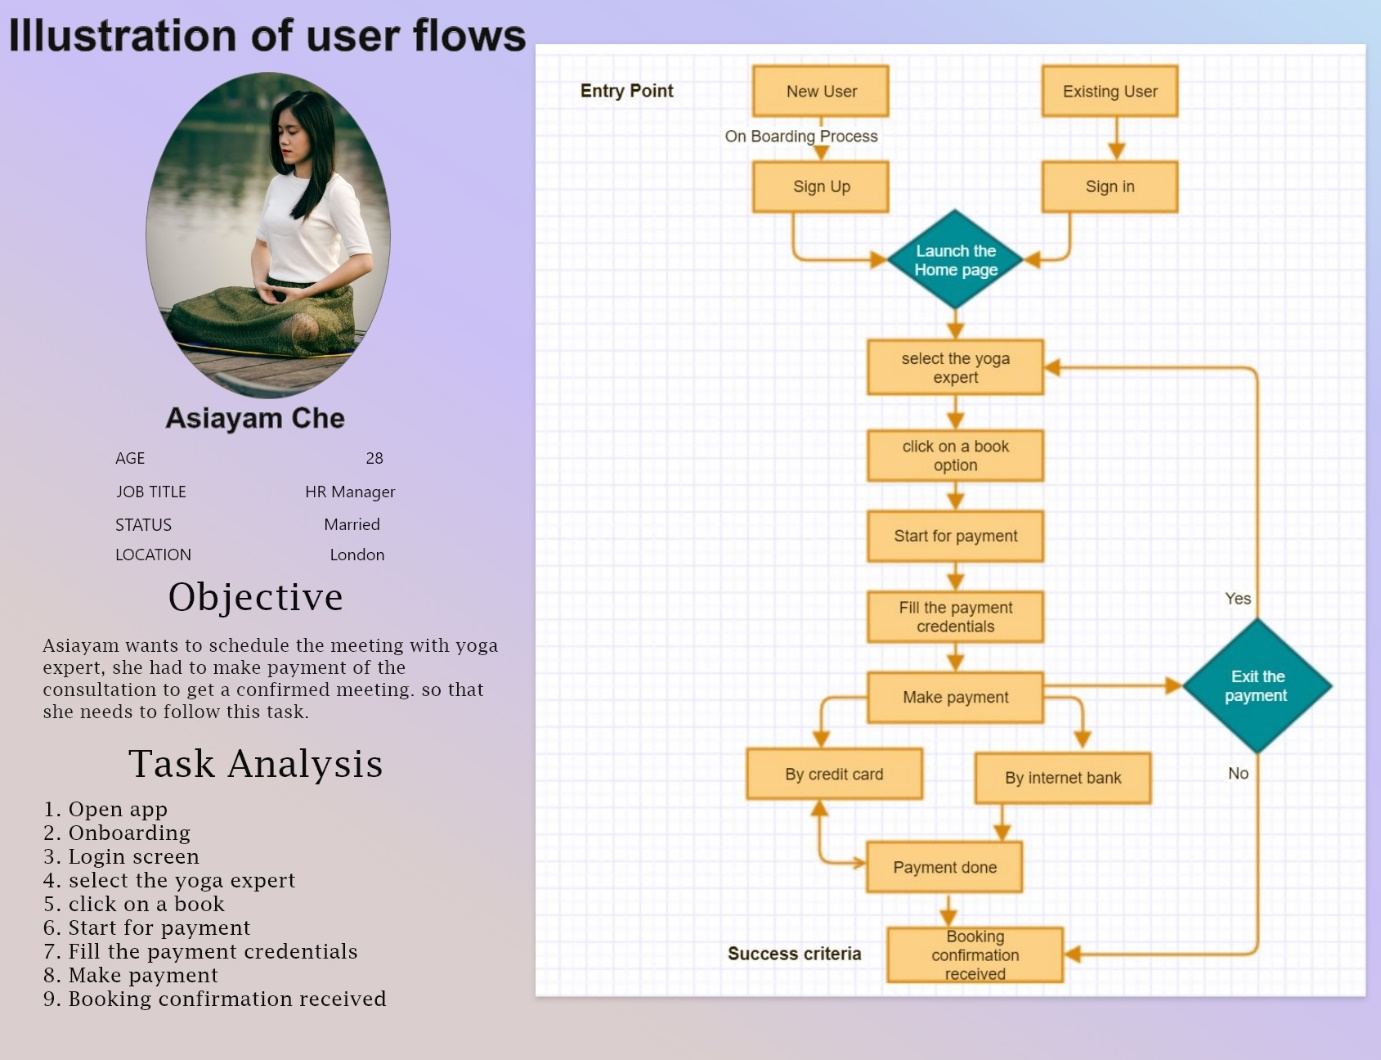 Illustration of user flows
Asiayam Che
AGE 28
JOB TITLE HR Manager
STATUS Married
LOCATION London
Objective
Asiayam wants to schedule the meeting with yoga
expert, she had to make payment of the
consultation to get a confirmed meeting. so that
she needs to follow this task.
Task Analysis
1. Open app
2. Onboarding
3. Login screen
4. select the yoga expert
5. click on a book
6. Start for payment
7. Fill the payment credentials
8. Make payment
9. Booking confirmation received
Entry Point
New User
Existing User
On Boarding Process
Sign Up
Sign in
Launch the
Home page
select the yoga
expert
click on a book
option
Start for payment
Fill the payment
credentials
Make payment
Yes
Exit the
payment
No
By credit card
By internet bank
Payment done
Success criteria
Booking
confirmation
received